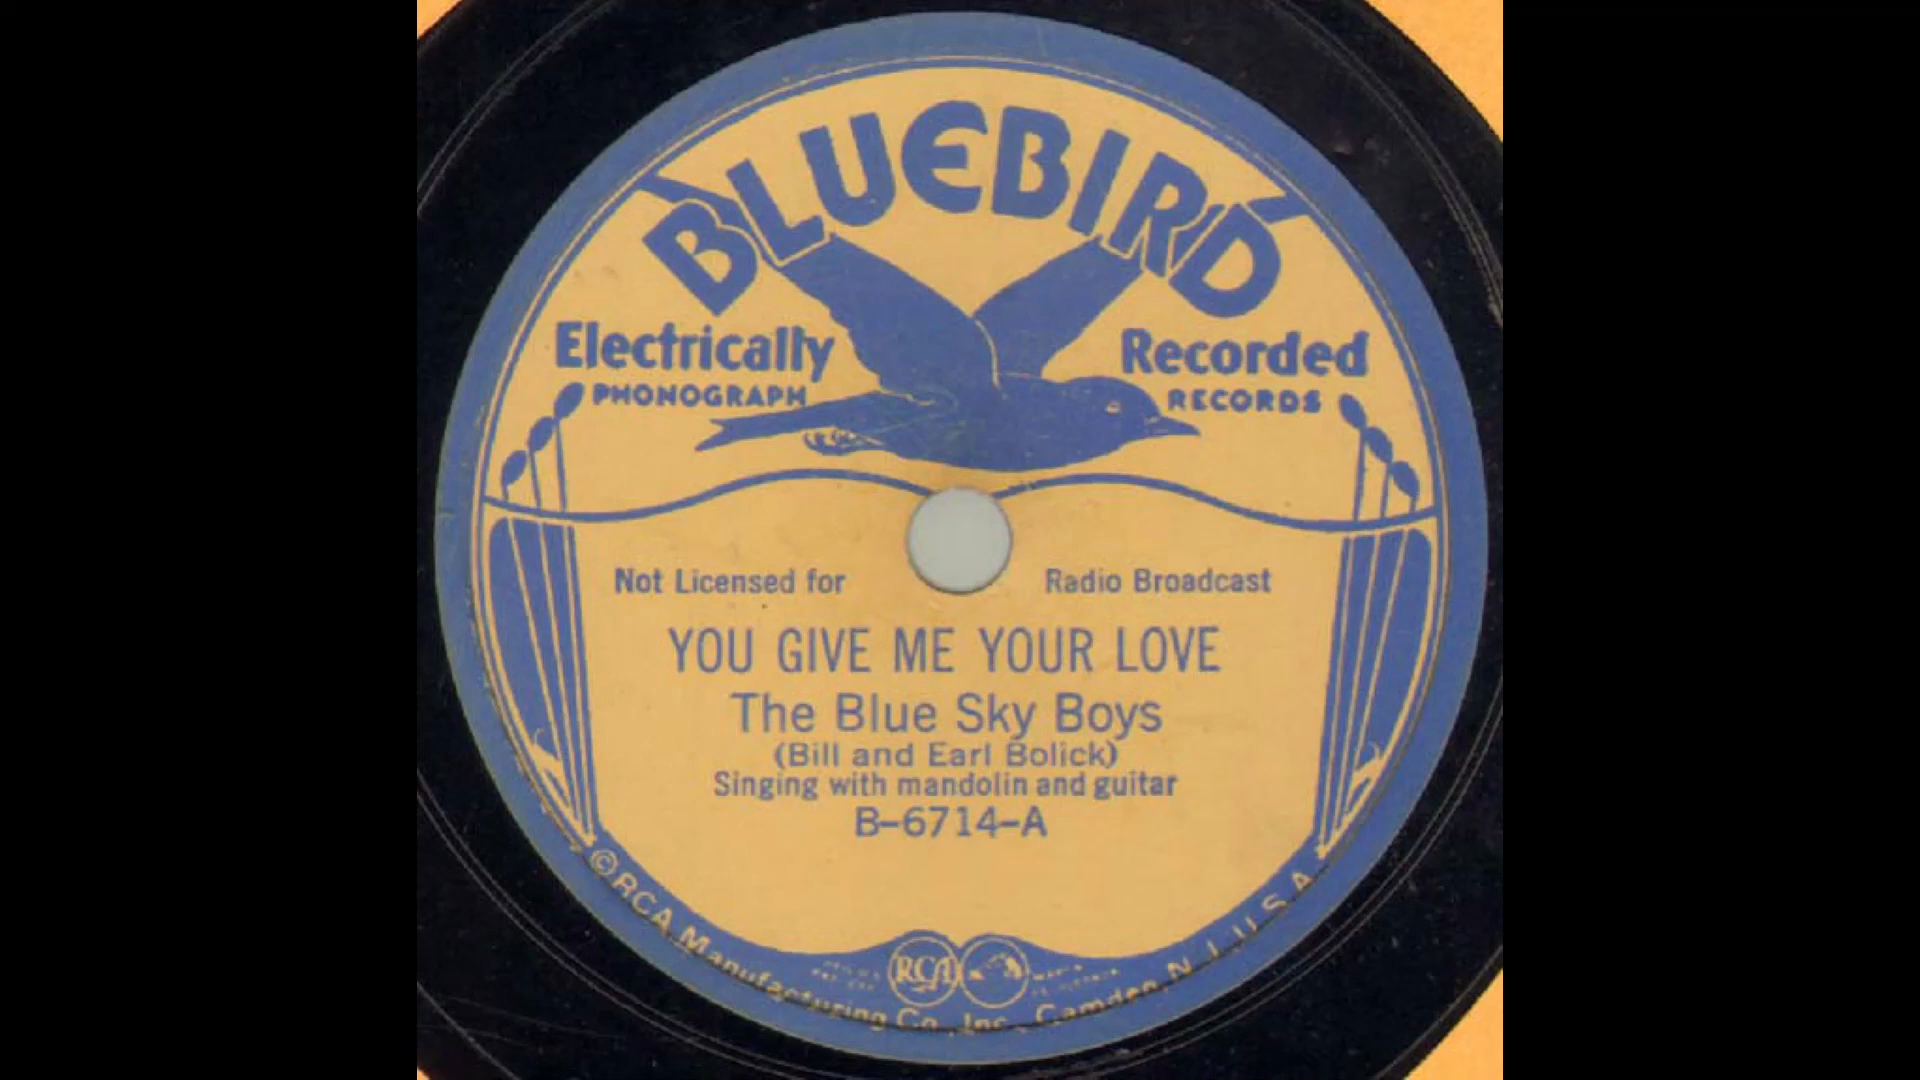 BLUEBIRD
Electrically Recorded
PHONOGRAPH RECORDS
Not Licensed for Radio Broadcast
YOU GIVE ME YOUR LOVE
The Blue Sky Boys
(Bill and Earl Bolick)
Singing with mandolin and guitar
B-6714-A
RCA
©RCA Manufacturing Co., Inc., Camden, N.J. U.S.A.